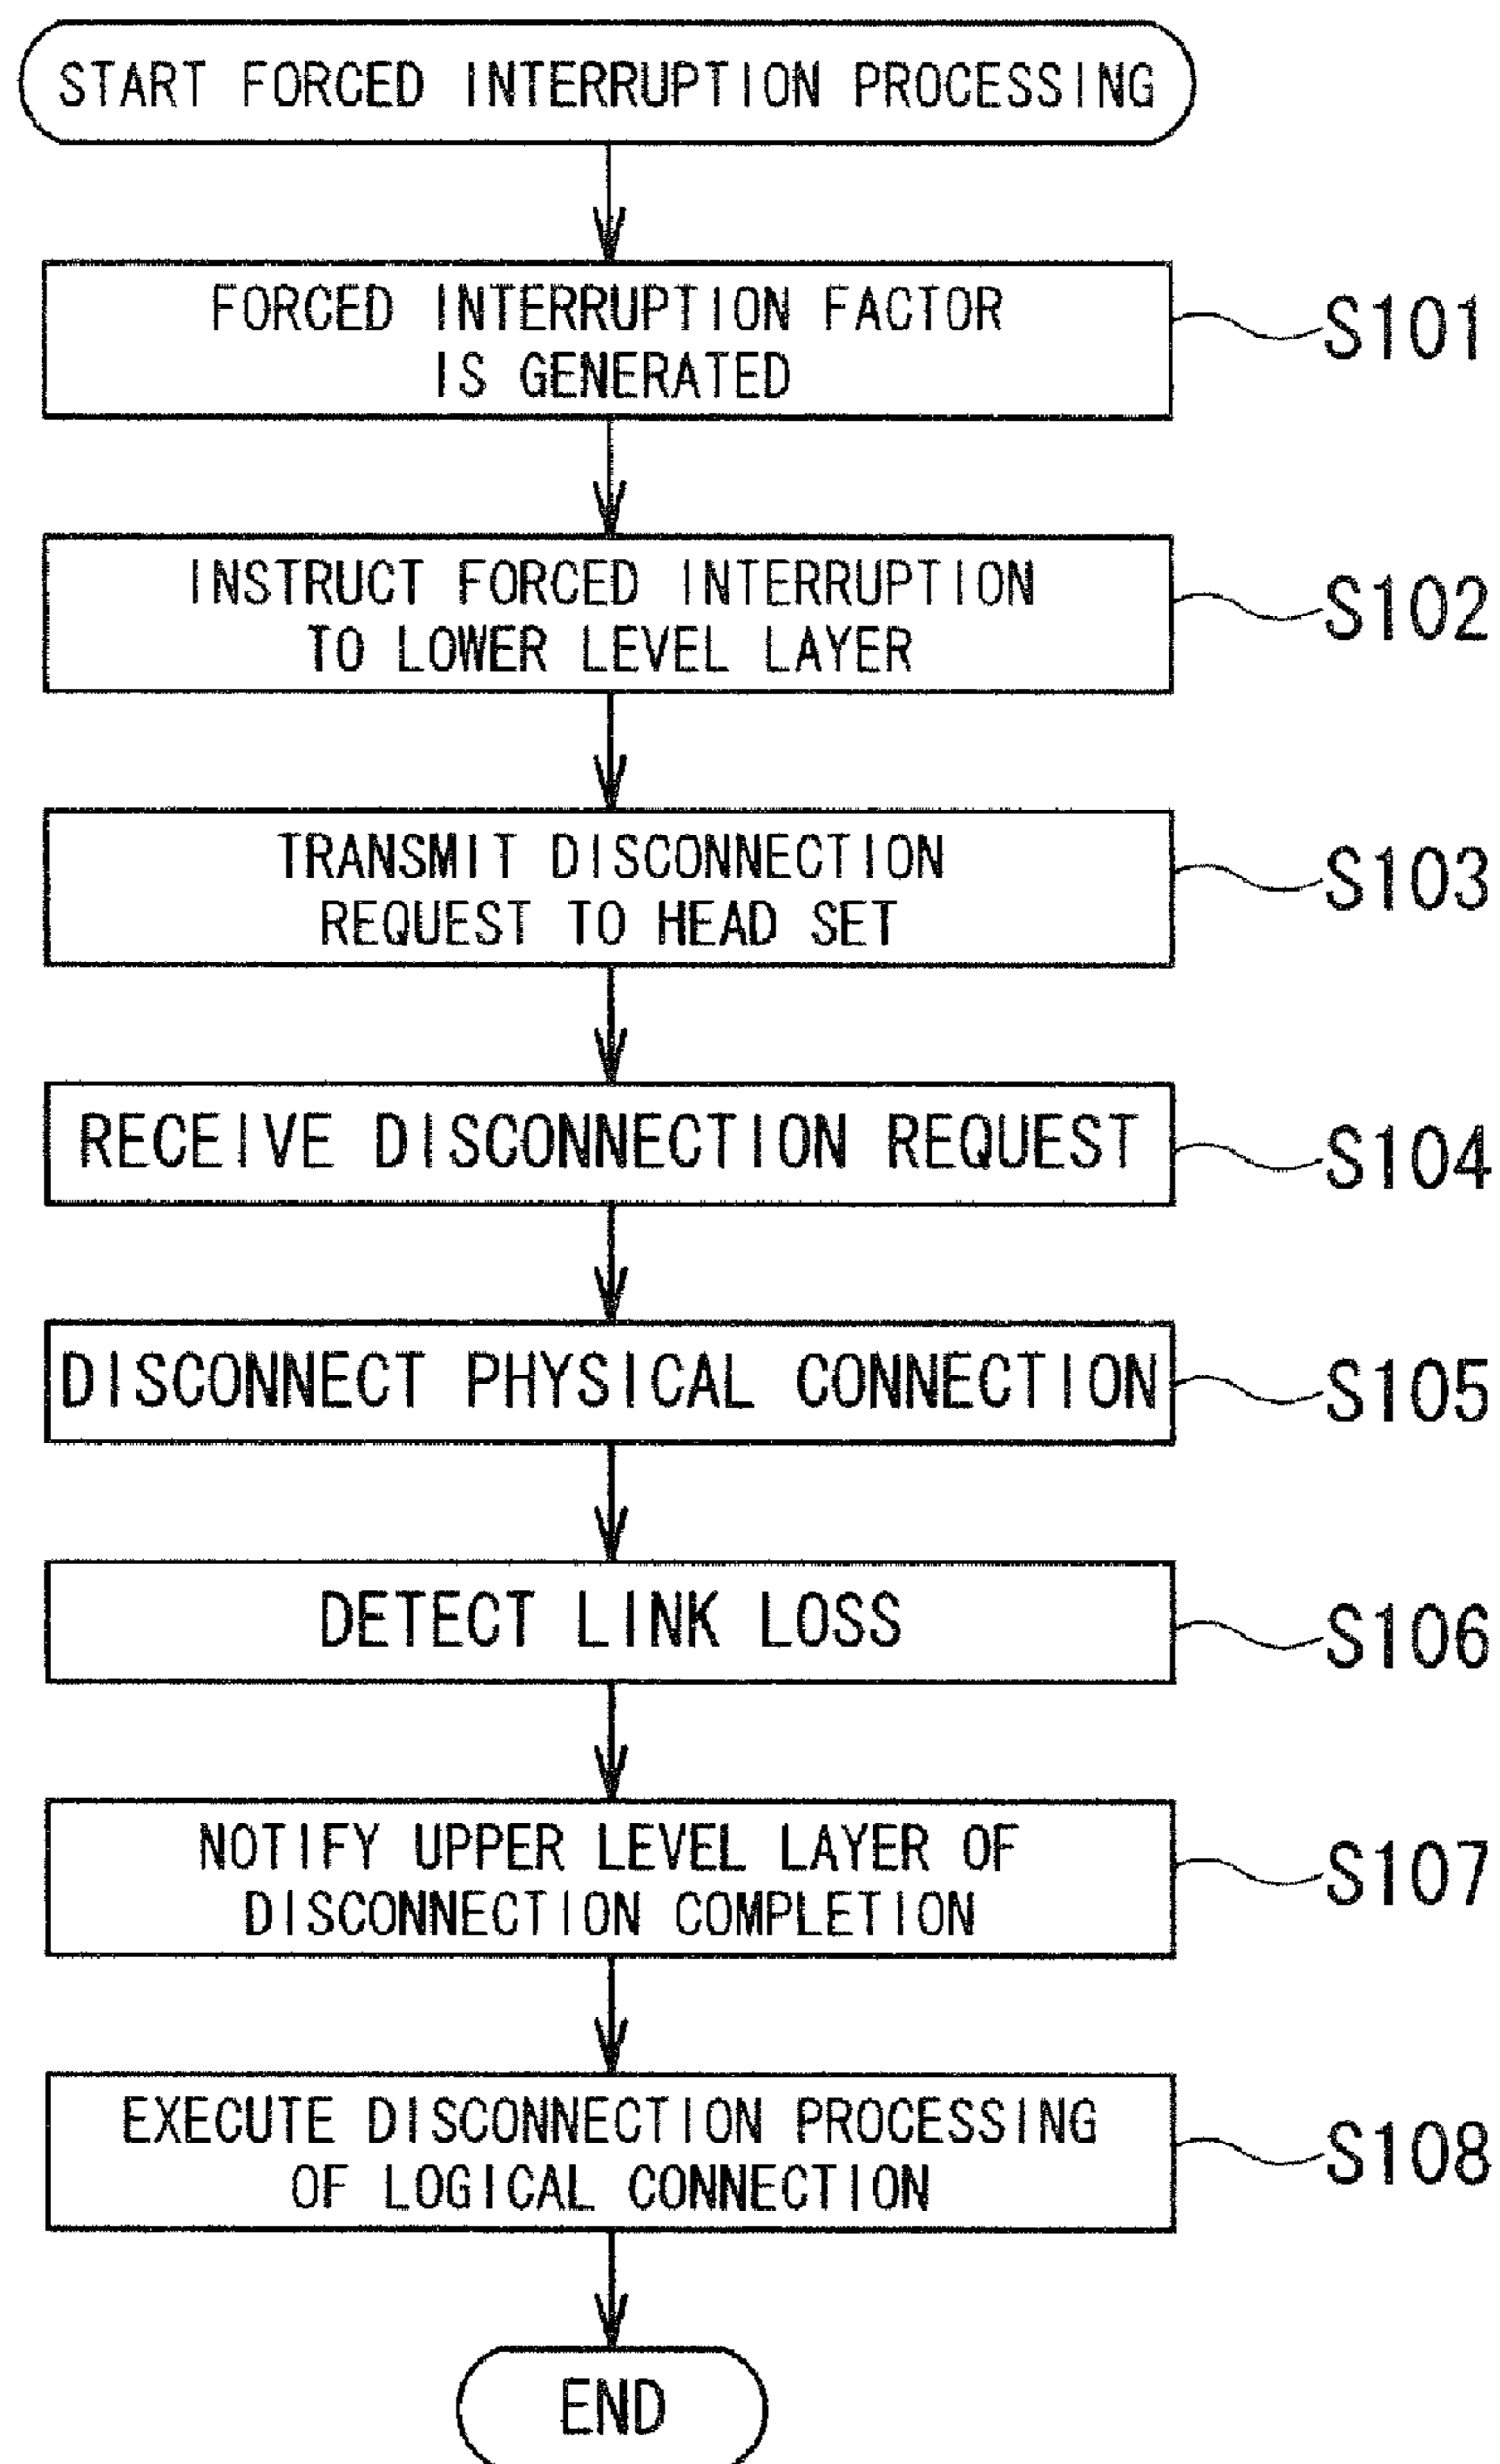 START FORCED INTERRUPTION PROCESSING
FORCED INTERRUPTION FACTOR
IS GENERATED
S101
INSTRUCT FORCED INTERRUPTION
TO LOWER LEVEL LAYER
S102
TRANSMIT DISCONNECTION
REQUEST TO HEAD SET
S103
RECEIVE DISCONNECTION REQUEST
S104
DISCONNECT PHYSICAL CONNECTION
S105
DETECT LINK LOSS
S106
NOTIFY UPPER LEVEL LAYER OF
DISCONNECTION COMPLETION
S107
EXECUTE DISCONNECTION PROCESSING
OF LOGICAL CONNECTION
S108
END